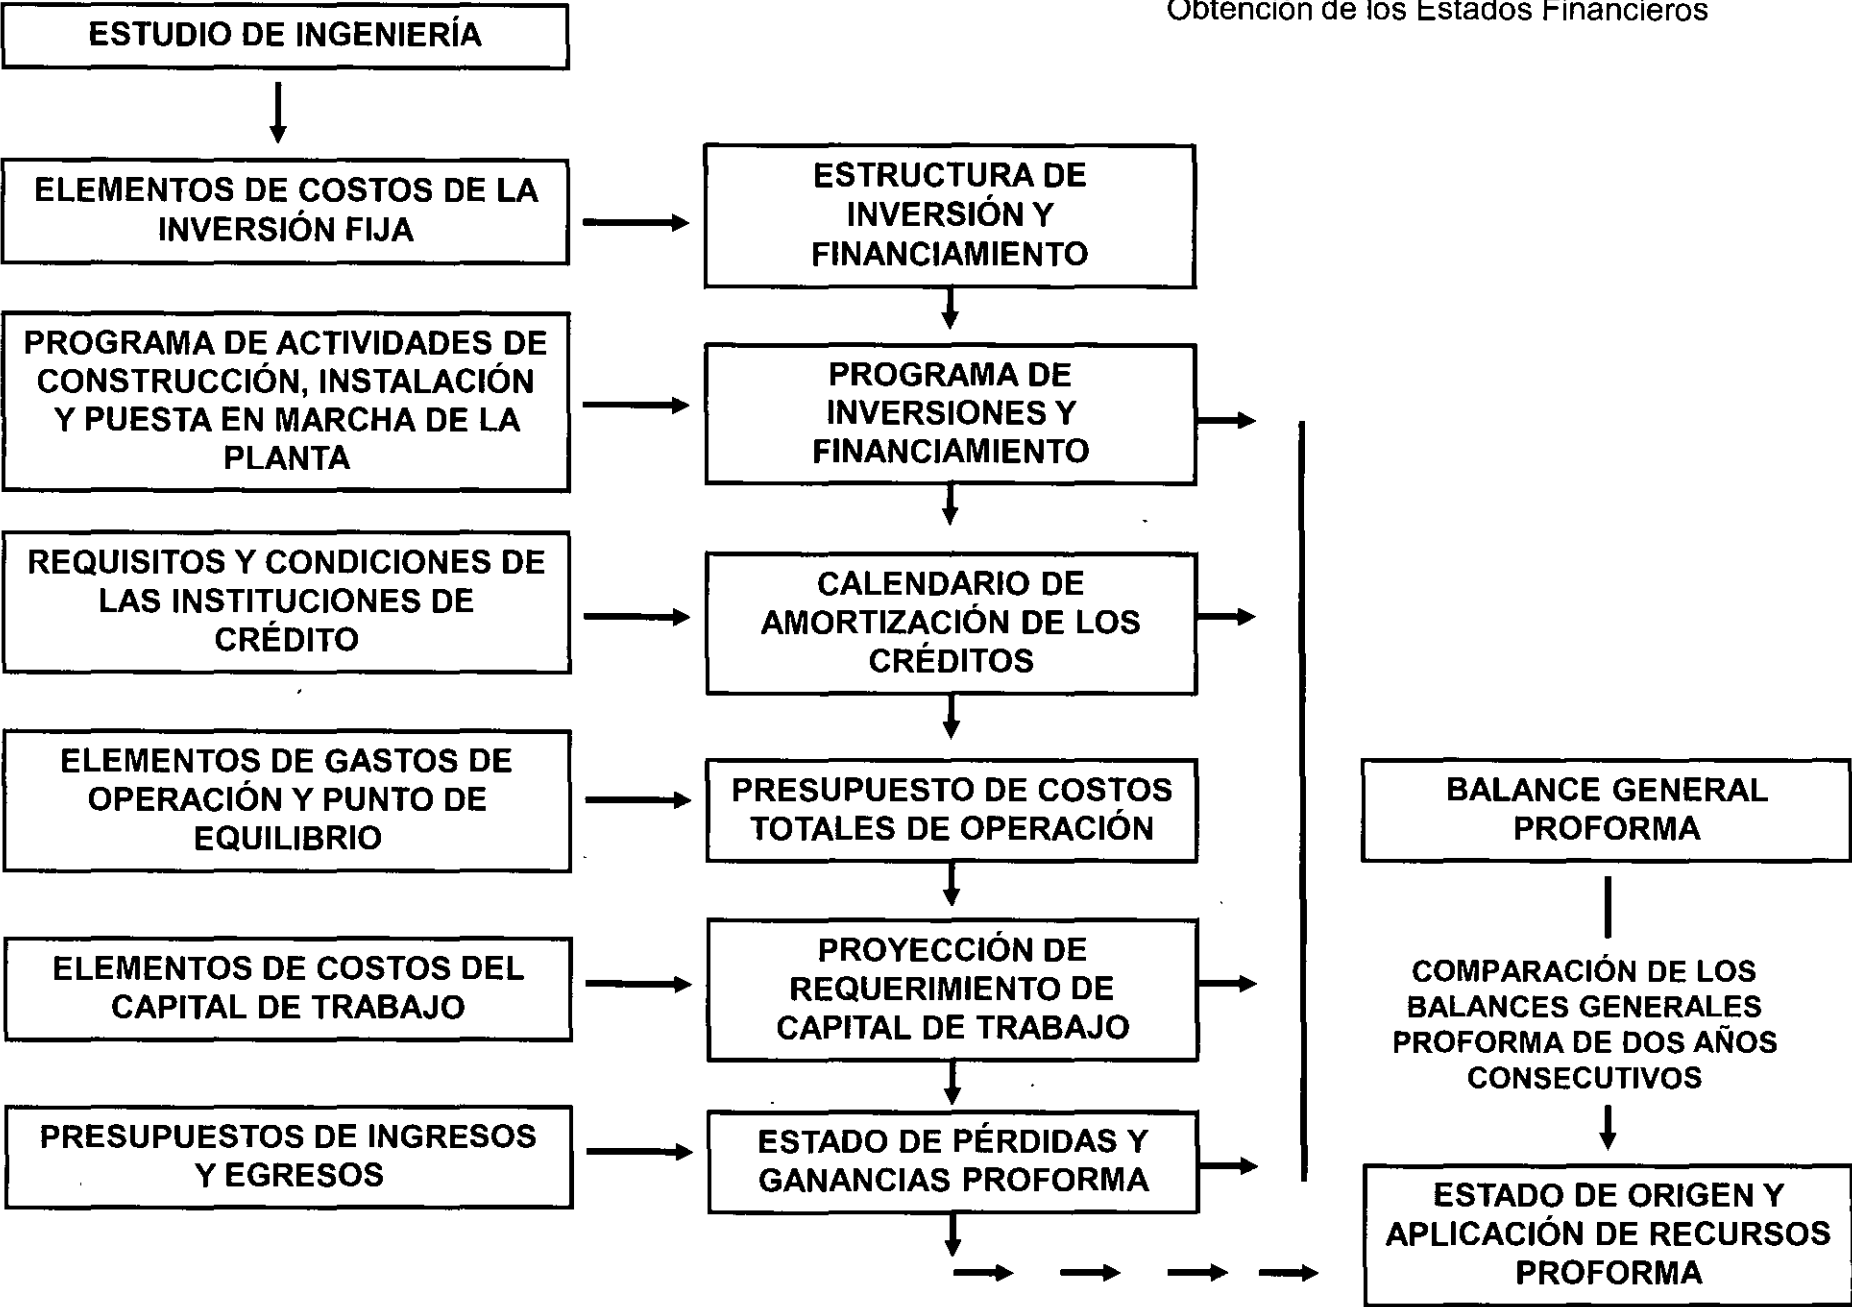 Obtención de los Estados Financieros
ESTUDIO DE INGENIERÍA
ELEMENTOS DE COSTOS DE LA
INVERSIÓN FIJA
ESTRUCTURA DE
INVERSIÓN Y
FINANCIAMIENTO
PROGRAMA DE ACTIVIDADES DE
CONSTRUCCIÓN, INSTALACIÓN
Y PUESTA EN MARCHA DE LA
PLANTA
PROGRAMA DE
INVERSIONES Y
FINANCIAMIENTO
REQUISITOS Y CONDICIONES DE
LAS INSTITUCIONES DE
CRÉDITO
CALENDARIO DE
AMORTIZACIÓN DE LOS
CRÉDITOS
ELEMENTOS DE GASTOS DE
OPERACIÓN Y PUNTO DE
EQUILIBRIO
PRESUPUESTO DE COSTOS
TOTALES DE OPERACIÓN
BALANCE GENERAL
PROFORMA
ELEMENTOS DE COSTOS DEL
CAPITAL DE TRABAJO
PROYECCIÓN DE
REQUERIMIENTO DE
CAPITAL DE TRABAJO
COMPARACIÓN DE LOS
BALANCES GENERALES
PROFORMA DE DOS AÑOS
CONSECUTIVOS
PRESUPUESTOS DE INGRESOS
Y EGRESOS
ESTADO DE PÉRDIDAS Y
GANANCIAS PROFORMA
ESTADO DE ORIGEN Y
APLICACIÓN DE RECURSOS
PROFORMA